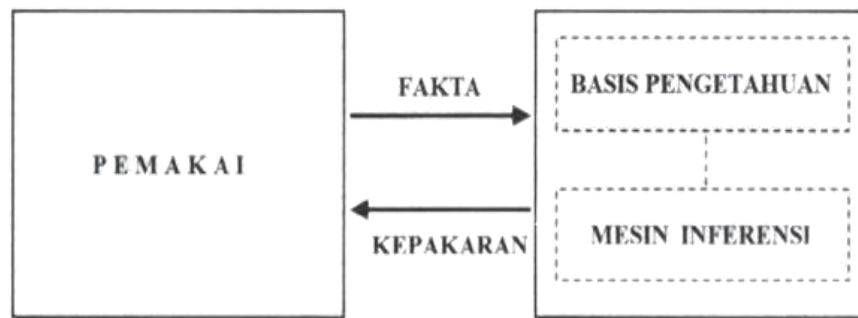 PEMAKAI
FAKTA
KEPAKARAN
BASIS PENGETAHUAN
MESIN INFERENSI